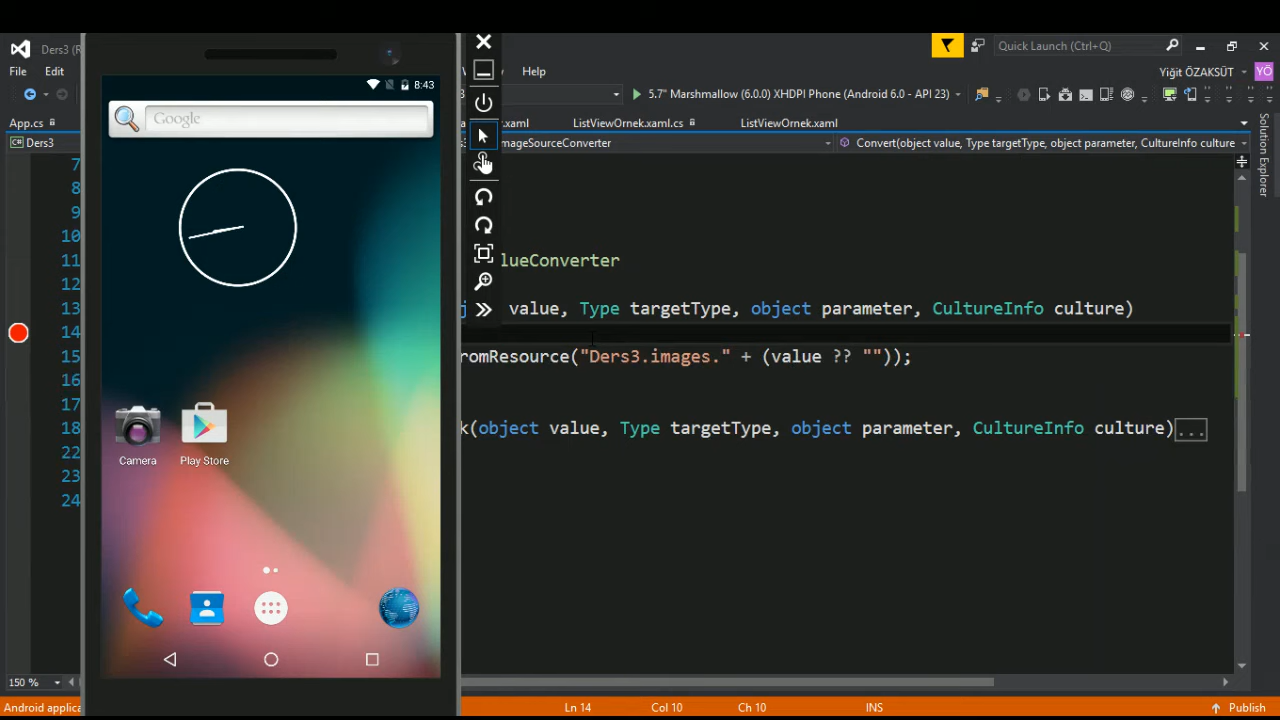 Ders3 (R
Quick Launch (Ctrl+Q)
File
Edit
Help
Yiğit ÖZAKSÜT
YÖ
5.7" Marshmallow (6.0.0) XHDPI Phone (Android 6.0 - API 23)
App.cs
xaml
ListViewOrnek.xaml.cs
ListViewOrnek.xaml
Ders3
mageSourceConverter
Convert(object value, Type targetType, object parameter, CultureInfo culture
Solution Explorer
8:43
Google
7
8
9
10
11
lueConverter
12
13
value, Type targetType, object parameter, CultureInfo culture)
14
15
romResource("Ders3.images." + (value ?? ""));
16
17
18
k(object value, Type targetType, object parameter, CultureInfo culture)...
22
23
24
Camera
Play Store
150 %
Android applica
Ln 14
Col 10
Ch 10
INS
Publish